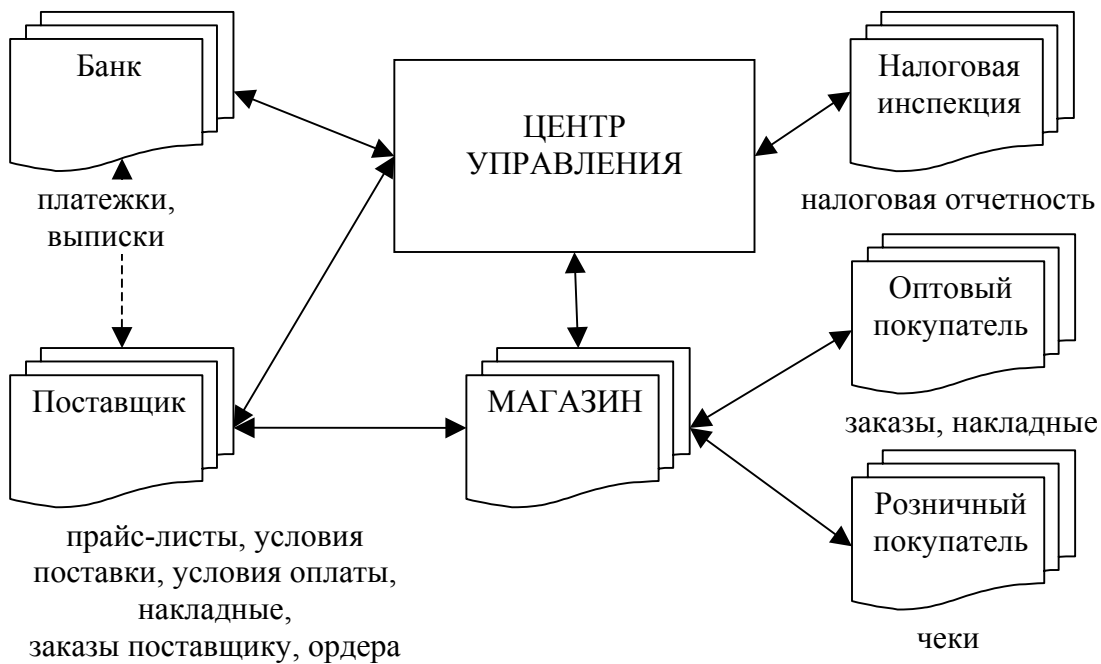 Банк
платежки,
выписки
ЦЕНТР
УПРАВЛЕНИЯ
Налоговая
инспекция
налоговая отчетность
Оптовый
покупатель
заказы, накладные
Поставщик
прайс-листы, условия
поставки, условия оплаты,
накладные,
заказы поставщику, ордера
МАГАЗИН
Розничный
покупатель
чеки